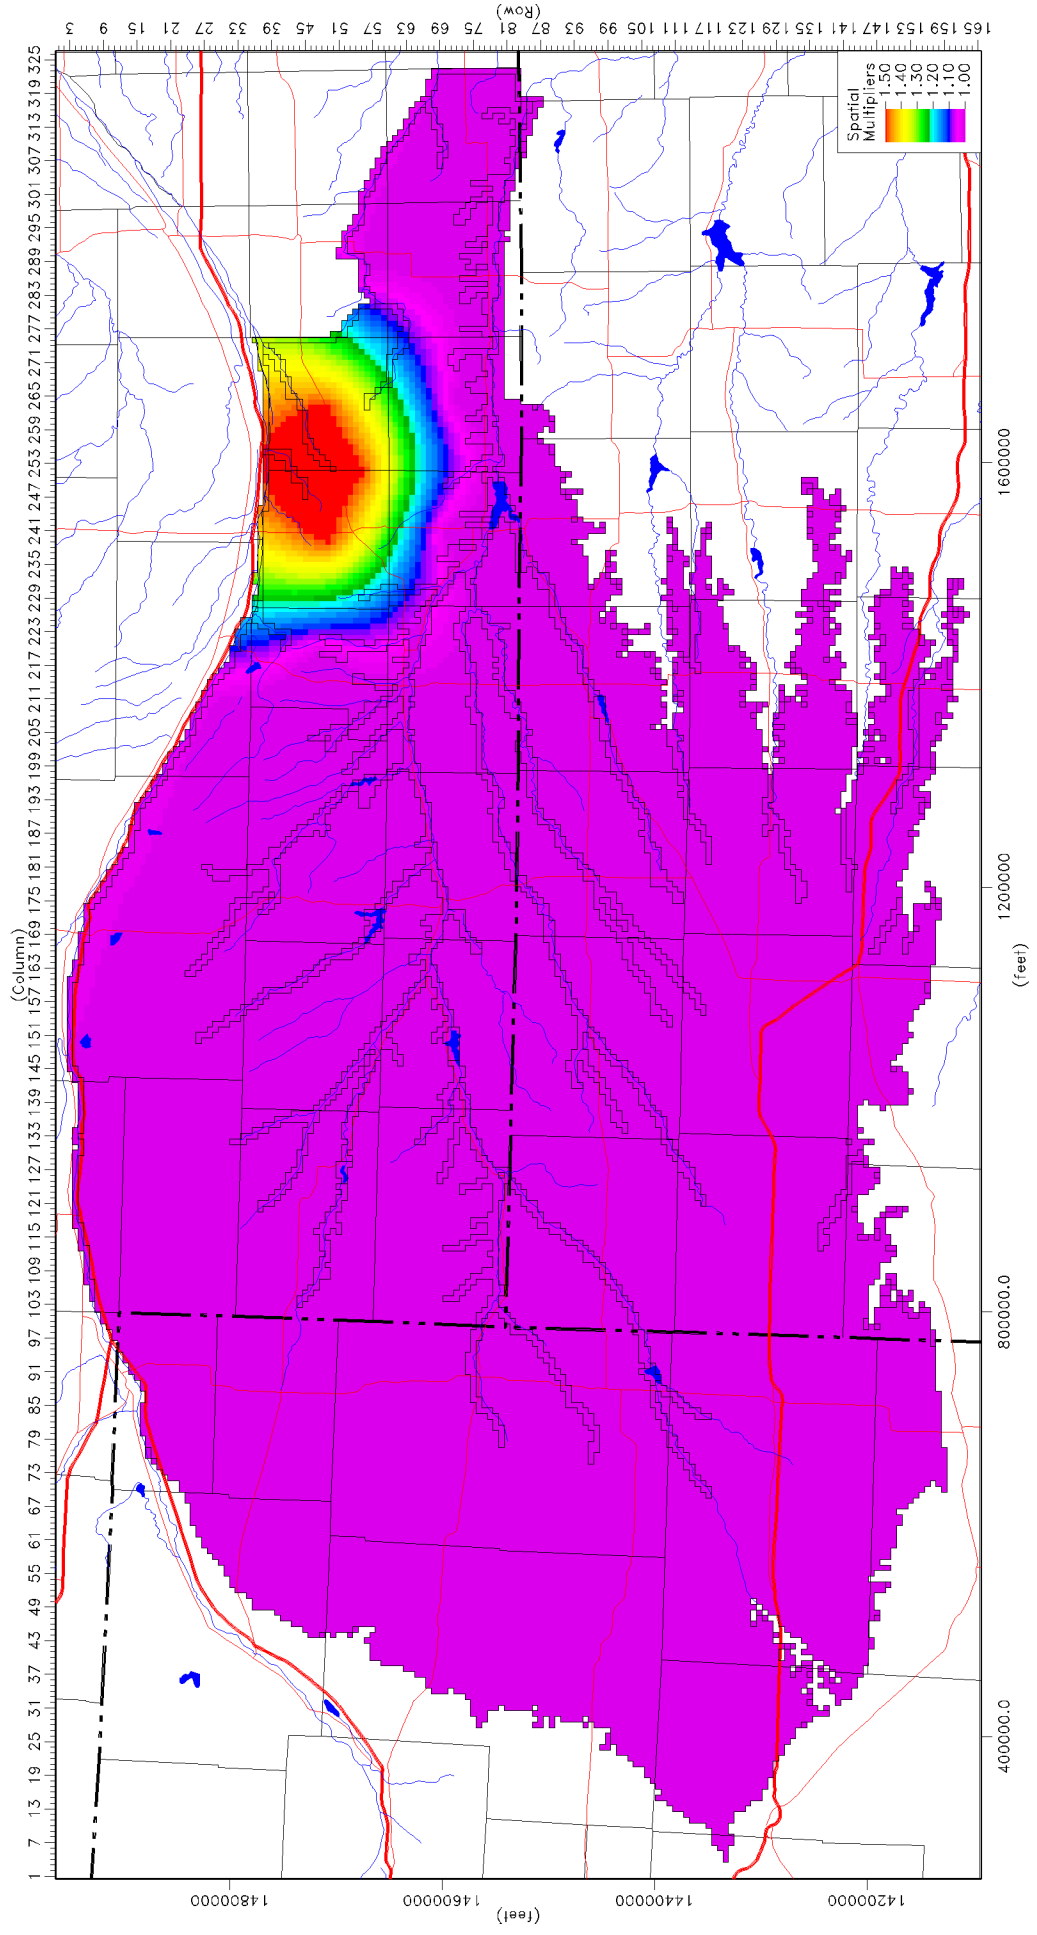 (Column)
1 7 13 19 25 31 37 43 49 55 61 67 73 79 85 91 97 103 109 115 121 127 133 139 145 151 157 163 169 175 181 187 193 199 205 211 217 223 229 235 241 247 253 259 265 271 277 283 289 295 301 307 313 319 325
(Row)
3 9 15 21 27 33 39 45 51 57 63 69 75 81 87 93 99 105 111 117 123 129 135 141 147 153 159
(feet)
14800000 14600000 14400000 14200000
Spatial
Multipliers
1.50
1.40
1.30
1.20
1.10
1.00
400000.0 800000.0 1200000 1600000
(feet)